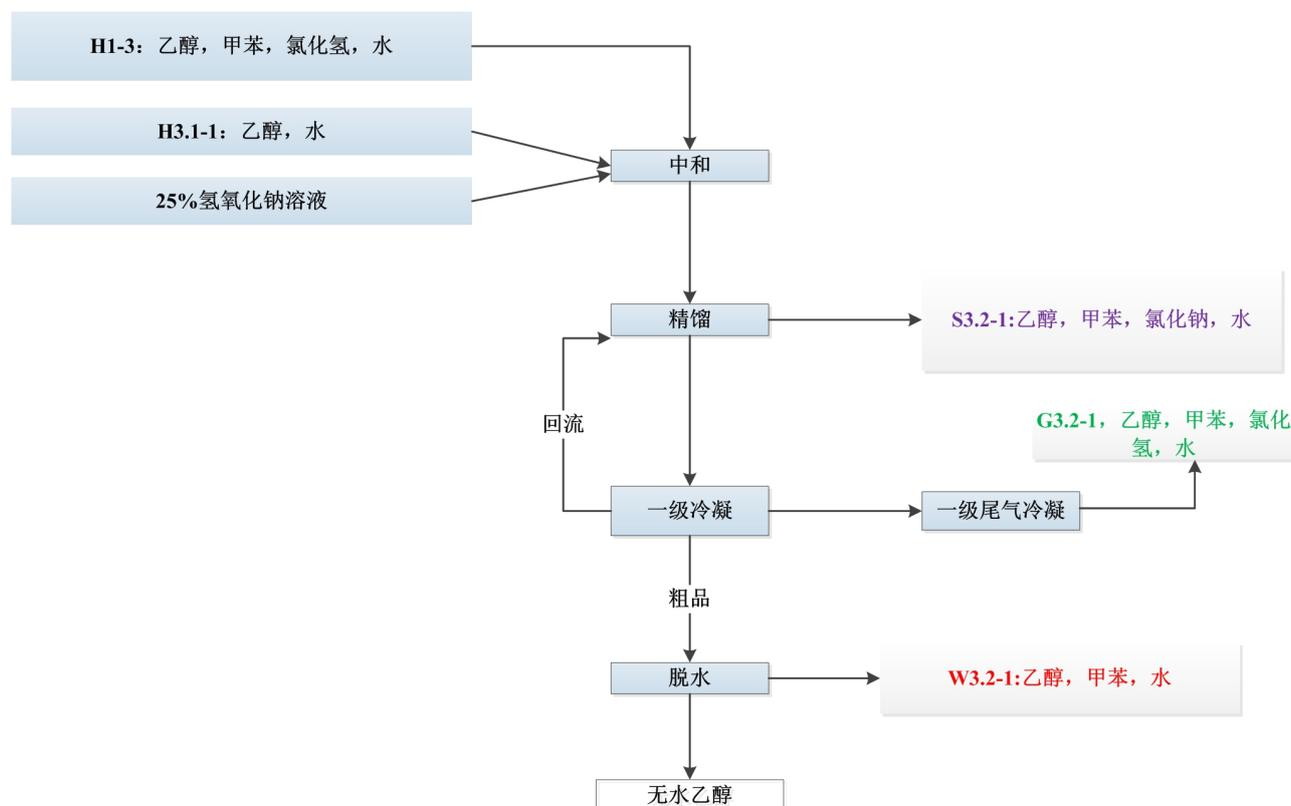 H1-3：乙醇，甲苯，氯化氢，水
H3.1-1：乙醇，水
中和
25%氢氧化钠溶液
精馏
S3.2-1:乙醇，甲苯，氯化钠，水
回流
G3.2-1，乙醇，甲苯，氯化
氢，水
一级冷凝
一级尾气冷凝
粗品
脱水
W3.2-1:乙醇，甲苯，水
无水乙醇